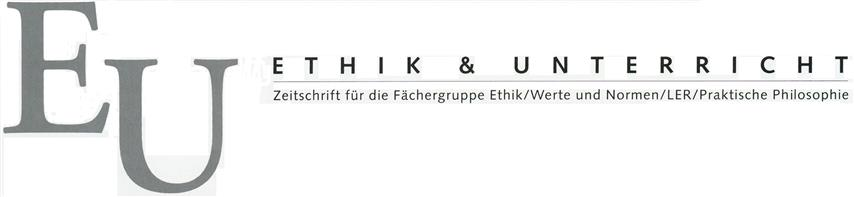 EU
ETHIK & UNTERRICHT
Zeitschrift für die Fächergruppe Ethik/Werte und Normen/LER/Praktische Philosophie